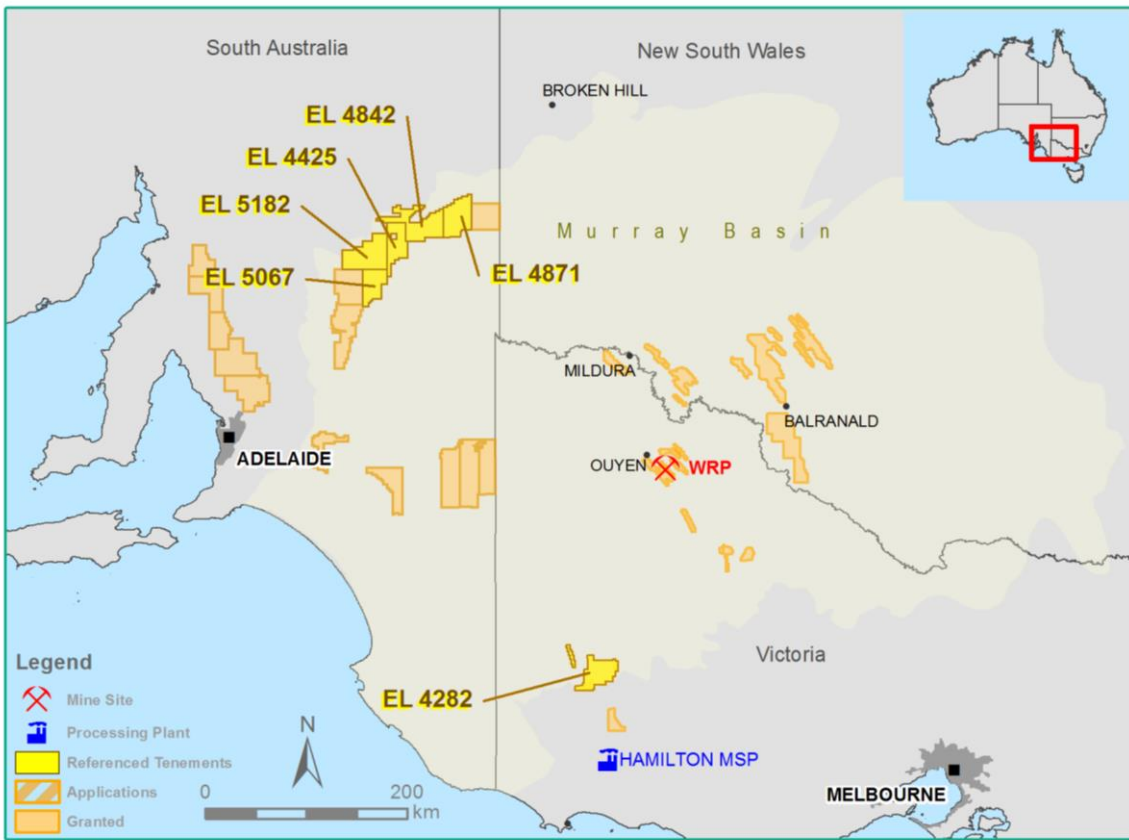 South Australia
New South Wales
BROKEN HILL
EL 4842
EL 4425
EL 5182
EL 5067
EL 4871
Murray Basin
MILDURA
BALRANALD
OUYEN
WRP
ADELAIDE
EL 4282
Victoria
HAMILTON MSP
MELBOURNE
Legend
Mine Site
Processing Plant
Referenced Tenements
Applications
Granted
N
0 200
km